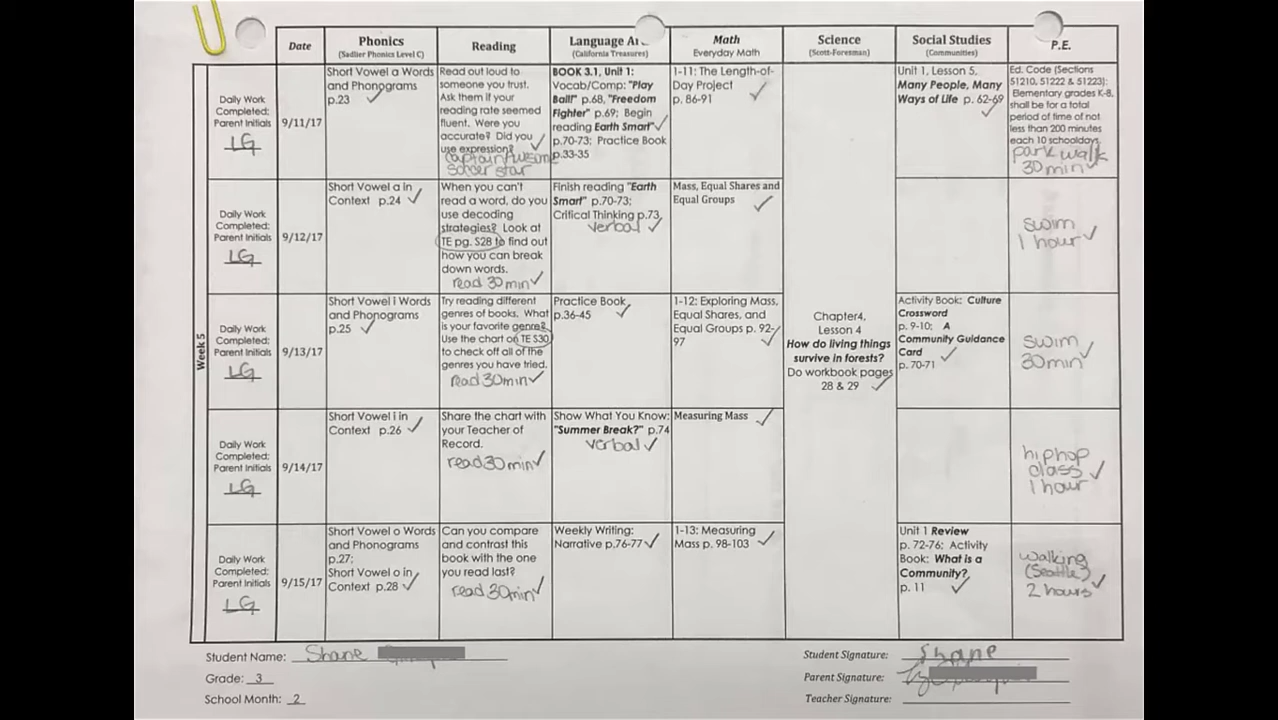 Date
Phonics
(Sadlier Phonics Level C)
Reading
Language Ar
(California Treasures)
Math
Everyday Math
Science
(Scott-Foresman)
Social Studies
(Communities)
P.E.
Week 5
Daily Work
Completed:
Parent Initials
LG
9/11/17
Short Vowel a Words
and Phonograms
p.23 ✓
Read out loud to
someone you trust.
Ask them if your
reading rate seemed
fluent. Were you
accurate? Did you ✓
use expression?
Captain Awesome
soccer star
BOOK 3.1, Unit 1:
Vocab/Comp: "Play
Ball!" p.68, "Freedom
Fighter" p.69; Begin
reading Earth Smart" ✓
p.70-73; Practice Book
p.33-35
1-11: The Length-of-
Day Project
p. 86-91 ✓
Unit 1, Lesson 5,
Many People, Many
Ways of Life p. 62-69 ✓
Ed. Code (Sections
51210, 51222 & 51223):
Elementary grades K-8,
shall be for a total
period of time of not
less than 200 minutes
each 10 schooldays.
park walk
30 min ✓
Daily Work
Completed:
Parent Initials
LG
9/12/17
Short Vowel a in
Context p.24 ✓
When you can't
read a word, do you
use decoding
strategies? Look at
TE pg. S28 to find out
how you can break
down words.
read 30 min ✓
Finish reading "Earth
Smart" p.70-73;
Critical Thinking p.73
verbal ✓
Mass, Equal Shares and
Equal Groups ✓
swim
1 hour ✓
Daily Work
Completed:
Parent Initials
LG
9/13/17
Short Vowel i Words
and Phonograms
p.25 ✓
Try reading different
genres of books. What
is your favorite genre?
Use the chart on TE S30
to check off all of the
genres you have tried.
read 30 min ✓
Practice Book
p.36-45 ✓
1-12: Exploring Mass,
Equal Shares, and
Equal Groups p. 92-
97 ✓
Chapter4,
Lesson 4
How do living things
survive in forests?
Do workbook pages
28 & 29 ✓
Activity Book: Culture
Crossword
p. 9-10; A
Community Guidance
Card ✓
p. 70-71
swim
30 min ✓
Daily Work
Completed:
Parent Initials
LG
9/14/17
Short Vowel i in
Context p.26 ✓
Share the chart with
your Teacher of
Record.
read 30 min ✓
Show What You Know:
"Summer Break?" p.74
verbal ✓
Measuring Mass ✓
hiphop
class ✓
1 hour
Daily Work
Completed:
Parent Initials
LG
9/15/17
Short Vowel o Words
and Phonograms
p.27;
Short Vowel o in
Context p.28 ✓
Can you compare
and contrast this
book with the one
you read last?
read 30 min ✓
Weekly Writing:
Narrative p.76-77 ✓
1-13: Measuring
Mass p. 98-103 ✓
Unit 1 Review
p. 72-76; Activity
Book: What is a
Community?
p. 11 ✓
walking
(Seattle)
2 hours ✓
Student Name: Shane
Grade: 3
School Month: 2
Student Signature: Shane
Parent Signature:
Teacher Signature: